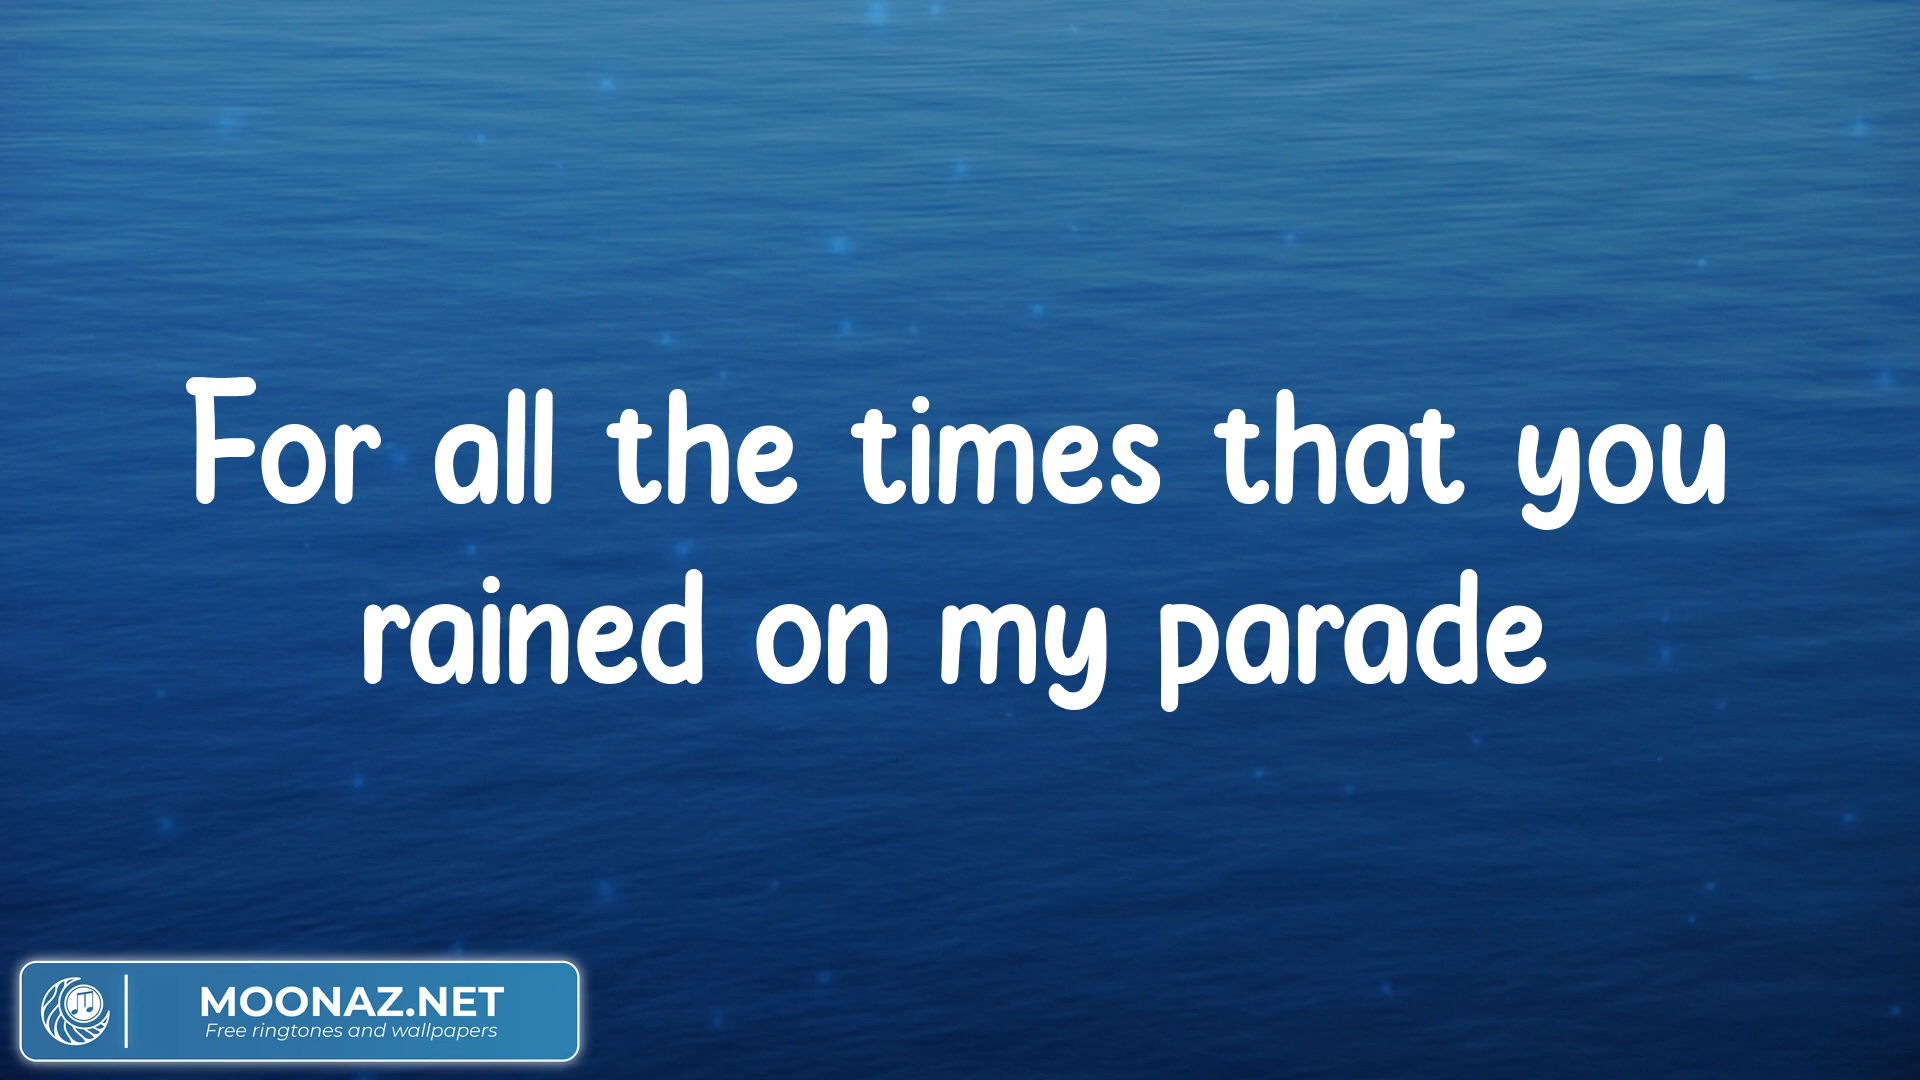 For all the times that you
rained on my parade
MOONAZ.NET
Free ringtones and wallpapers